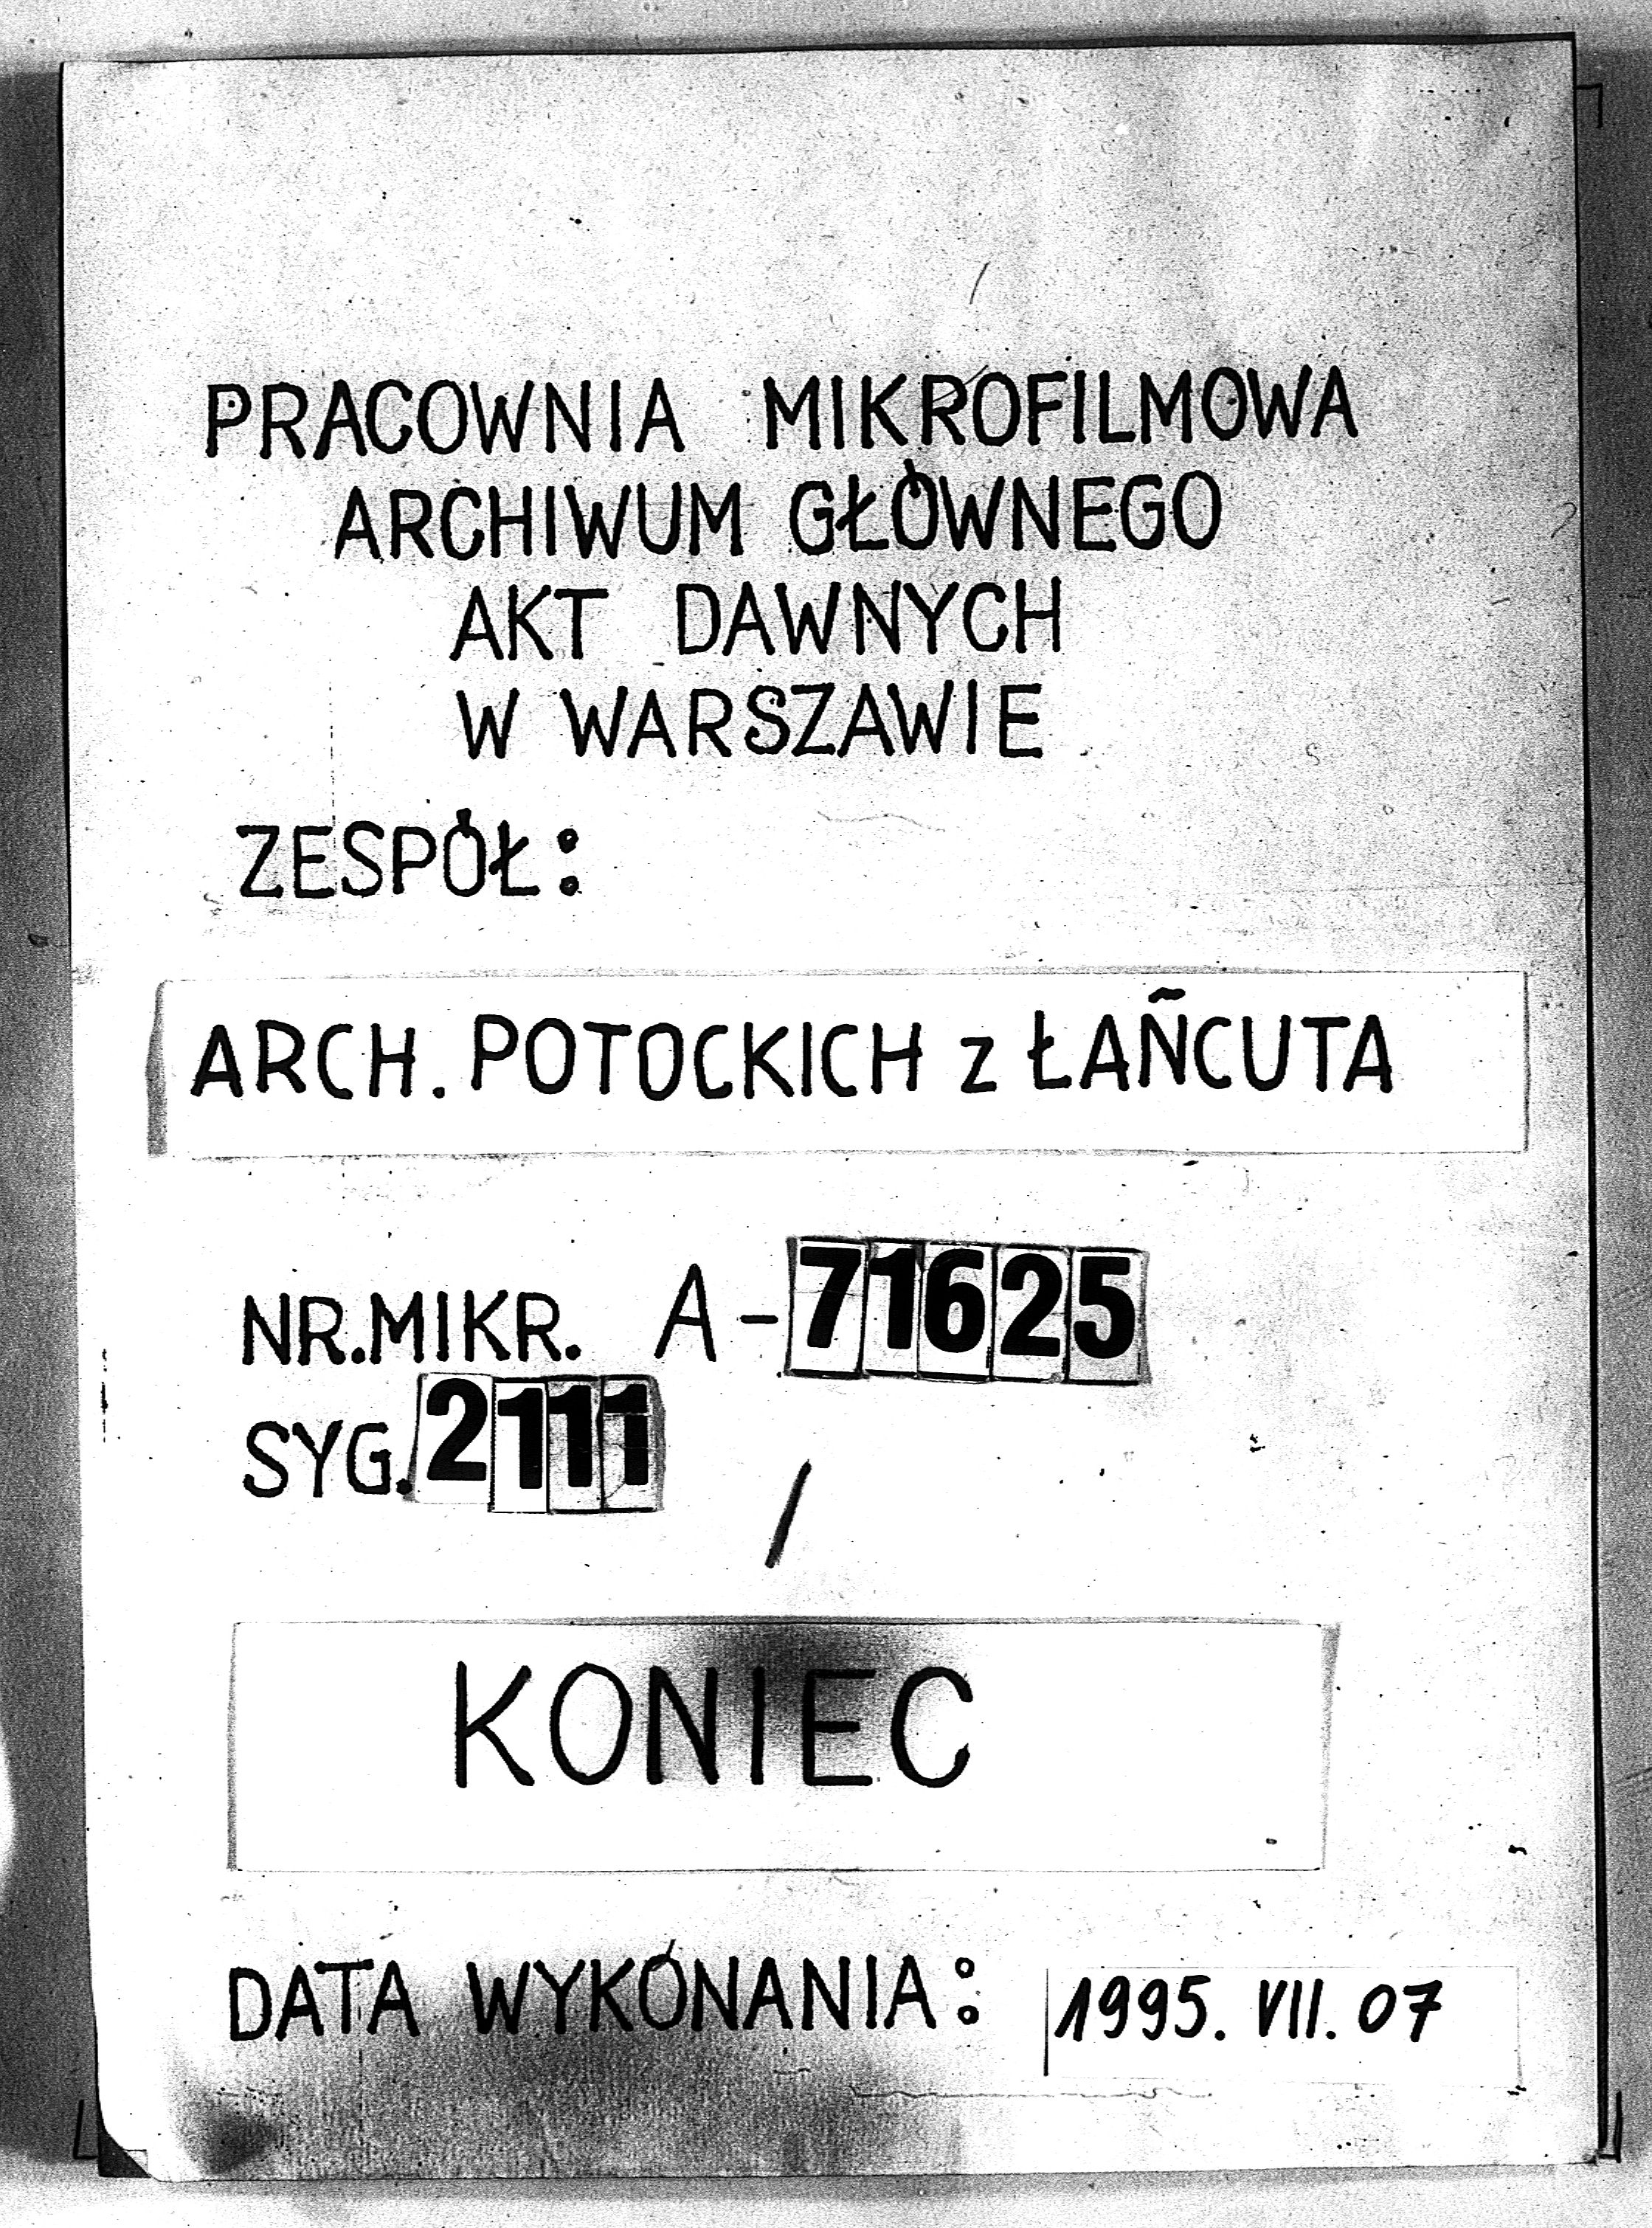 PRACOWNIA MIKROFILMOWA
ARCHIWUM GŁÓWNEGO
AKT DAWNYCH
W WARSZAWIE
ZESPÓŁ:
ARCH. POTOCKICH z ŁAŃCUTA
NR.MIKR. A-71625
SYG. 2111
/
KONIEC
DATA WYKONANIA: 1995. VII. 07